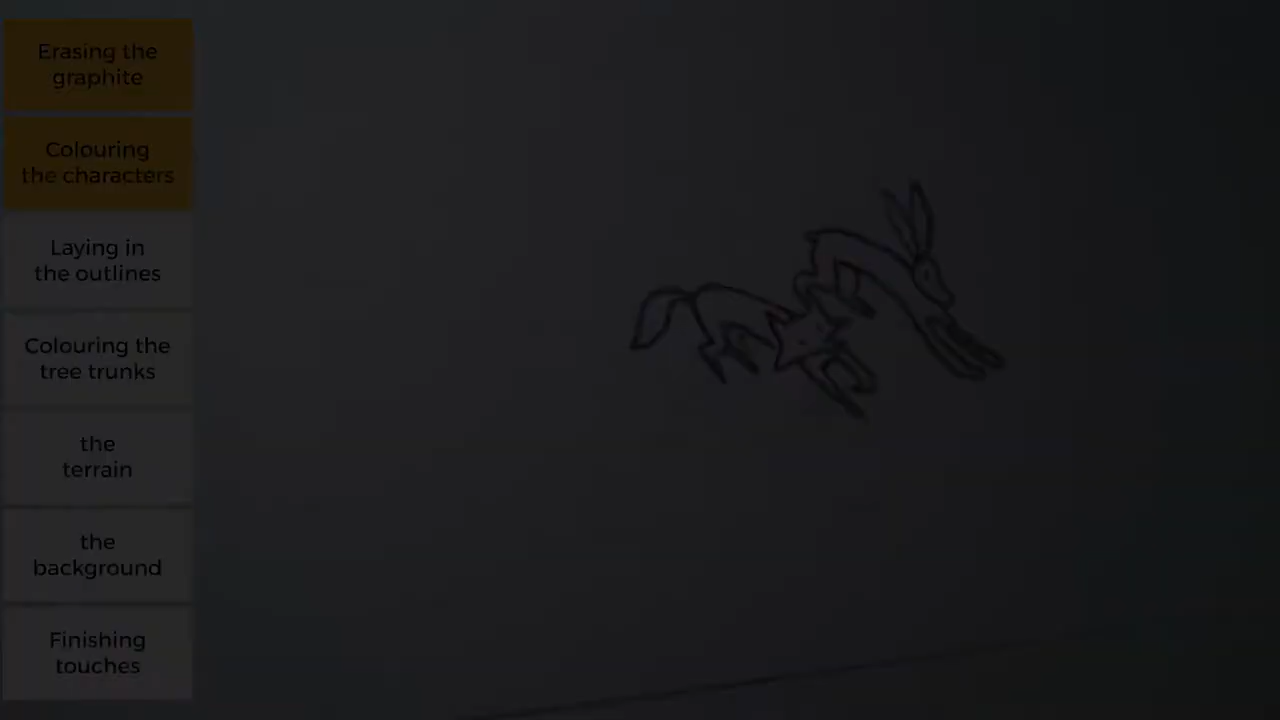 Erasing the
graphite
Colouring
the characters
Laying in
the outlines
Colouring the
tree trunks
the
terrain
the
background
Finishing
touches